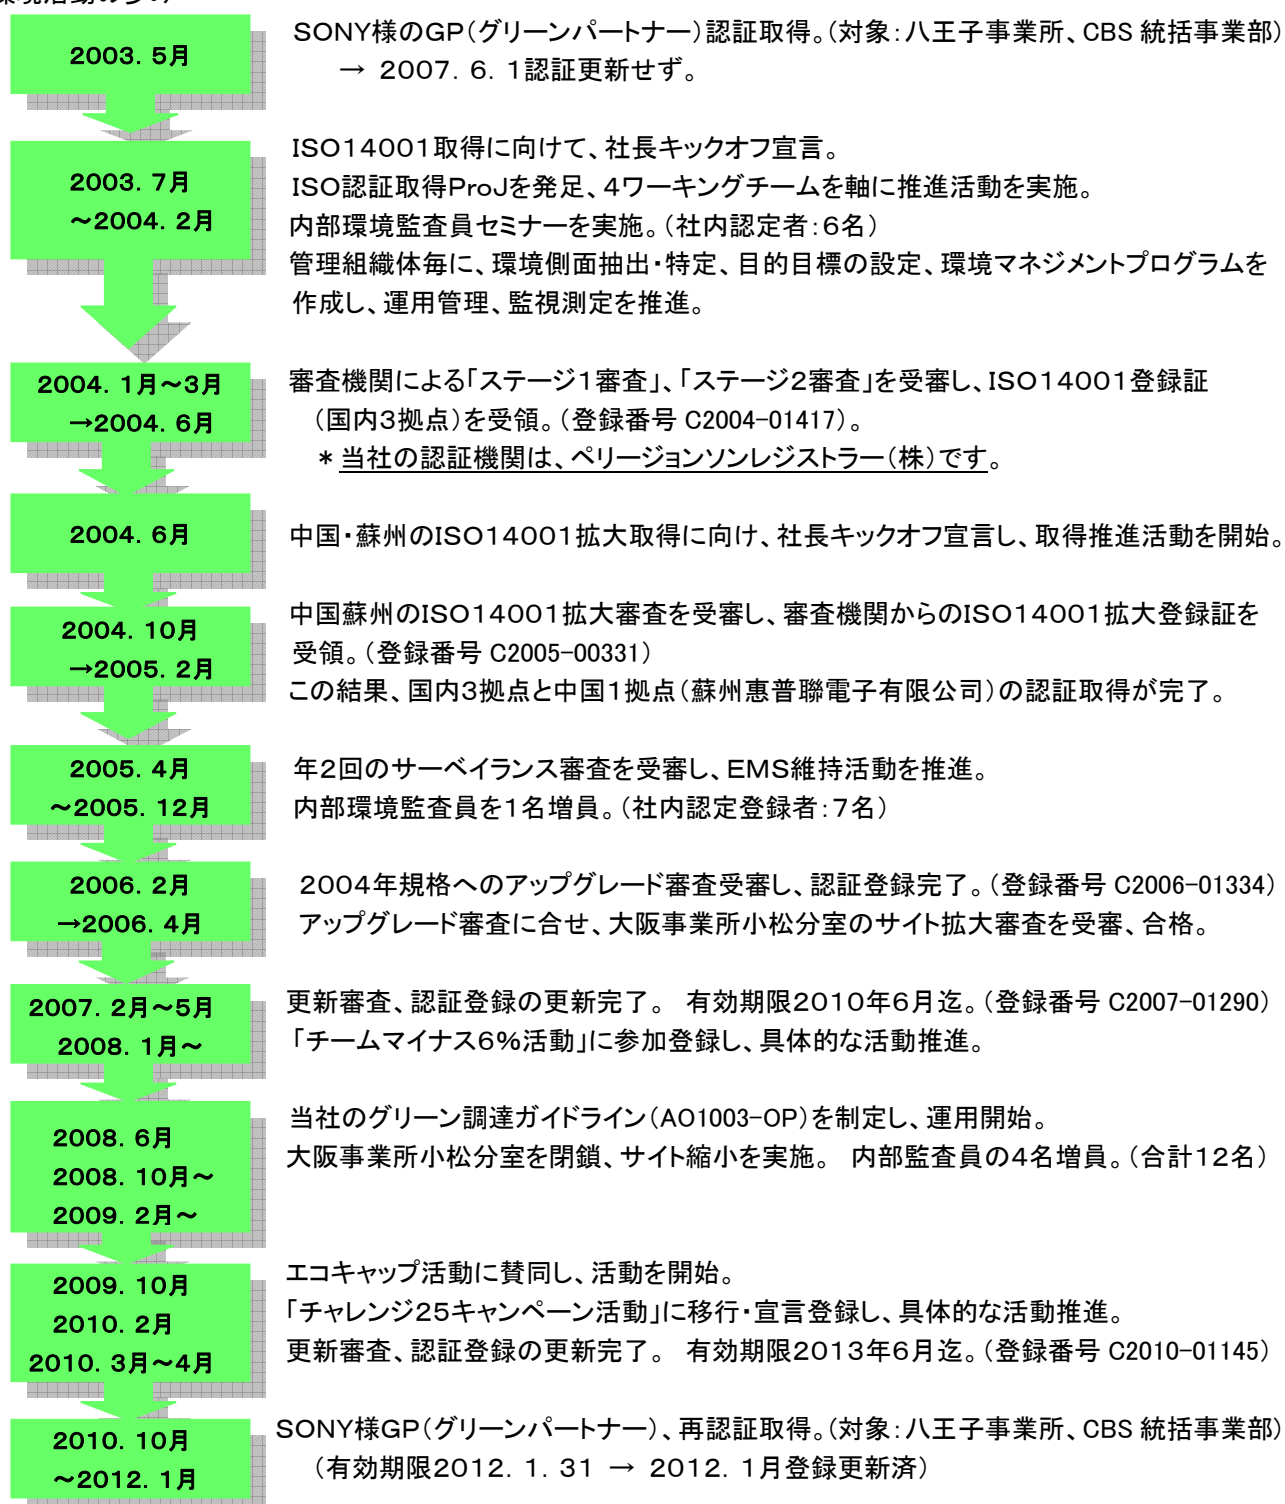 2003．5月
SONY様のGP（グリーンパートナー）認証取得。（対象：八王子事業所、CBS 統括事業部）
→ 2007．6．1認証更新せず。
2003．7月
～2004．2月
ISO14001取得に向けて、社長キックオフ宣言。
ISO認証取得ProJを発足、4ワーキングチームを軸に推進活動を実施。
内部環境監査員セミナーを実施。（社内認定者：6名）
管理組織体毎に、環境側面抽出・特定、目的目標の設定、環境マネジメントプログラムを
作成し、運用管理、監視測定を推進。
2004．1月～3月
→2004．6月
審査機関による「ステージ1審査」、「ステージ2審査」を受審し、ISO14001登録証
（国内3拠点）を受領。（登録番号 C2004-01417）。
＊当社の認証機関は、ペリージョンソンレジストラー（株）です。
2004．6月
中国・蘇州のISO14001拡大取得に向け、社長キックオフ宣言し、取得推進活動を開始。
2004．10月
→2005．2月
中国蘇州のISO14001拡大審査を受審し、審査機関からのISO14001拡大登録証を
受領。（登録番号 C2005-00331）
この結果、国内3拠点と中国1拠点（蘇州惠普聯電子有限公司）の認証取得が完了。
2005．4月
～2005．12月
年2回のサーベイランス審査を受審し、EMS維持活動を推進。
内部環境監査員を1名増員。（社内認定登録者：7名）
2006．2月
→2006．4月
2004年規格へのアップグレード審査受審し、認証登録完了。（登録番号 C2006-01334）
アップグレード審査に合せ、大阪事業所小松分室のサイト拡大審査を受審、合格。
2007．2月～5月
2008．1月～
更新審査、認証登録の更新完了。 有効期限2010年6月迄。（登録番号 C2007-01290）
「チームマイナス6%活動」に参加登録し、具体的な活動推進。
2008．6月
2008．10月～
2009．2月～
当社のグリーン調達ガイドライン（AO1003-OP）を制定し、運用開始。
大阪事業所小松分室を閉鎖、サイト縮小を実施。 内部監査員の4名増員。（合計12名）
2009．10月
2010．2月
2010．3月～4月
エコキャップ活動に賛同し、活動を開始。
「チャレンジ25キャンペーン活動」に移行・宣言登録し、具体的な活動推進。
更新審査、認証登録の更新完了。 有効期限2013年6月迄。（登録番号 C2010-01145）
2010．10月
～2012．1月
SONY様GP（グリーンパートナー）、再認証取得。（対象：八王子事業所、CBS 統括事業部）
（有効期限2012．1．31 → 2012．1月登録更新済）